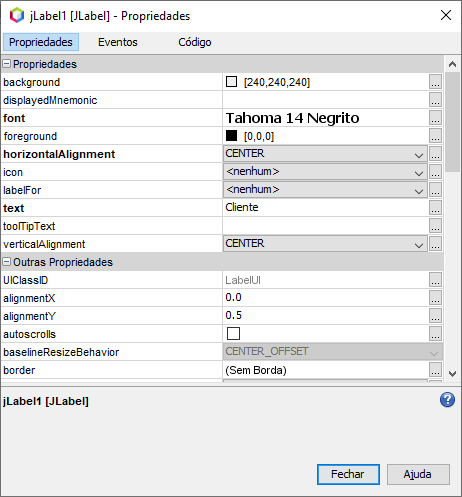 jLabel1 [JLabel] - Propriedades
Propriedades Eventos Código
Propriedades
background [240,240,240] ...
displayedMnemonic ...
font Tahoma 14 Negrito ...
foreground [0,0,0] ...
horizontalAlignment CENTER ...
icon <nenhum> ...
labelFor <nenhum> ...
text Cliente ...
toolTipText ...
verticalAlignment CENTER ...
Outras Propriedades
UIClassID LabelUI ...
alignmentX 0.0 ...
alignmentY 0.5 ...
autoscrolls ...
baselineResizeBehavior CENTER_OFFSET
border (Sem Borda) ...
jLabel1 [JLabel] ?
Fechar Ajuda